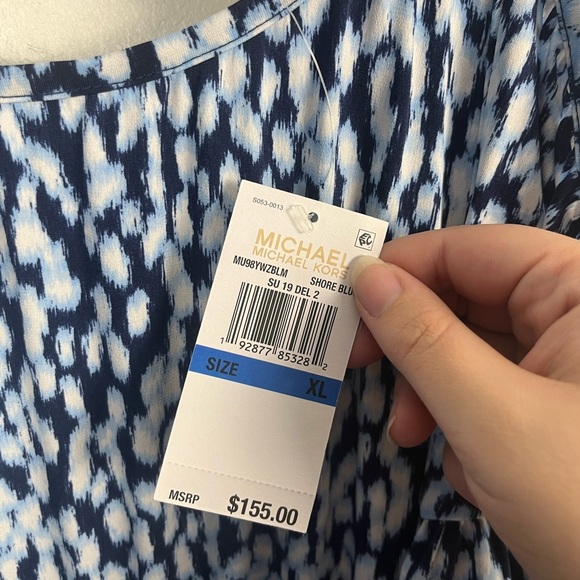 S053-0013
MICHAEL
MICHAEL KORS
MU98YWZBLM SHORE BLU
SU 19 DEL 2
1 92877 85328 2
SIZE XL
MSRP $155.00